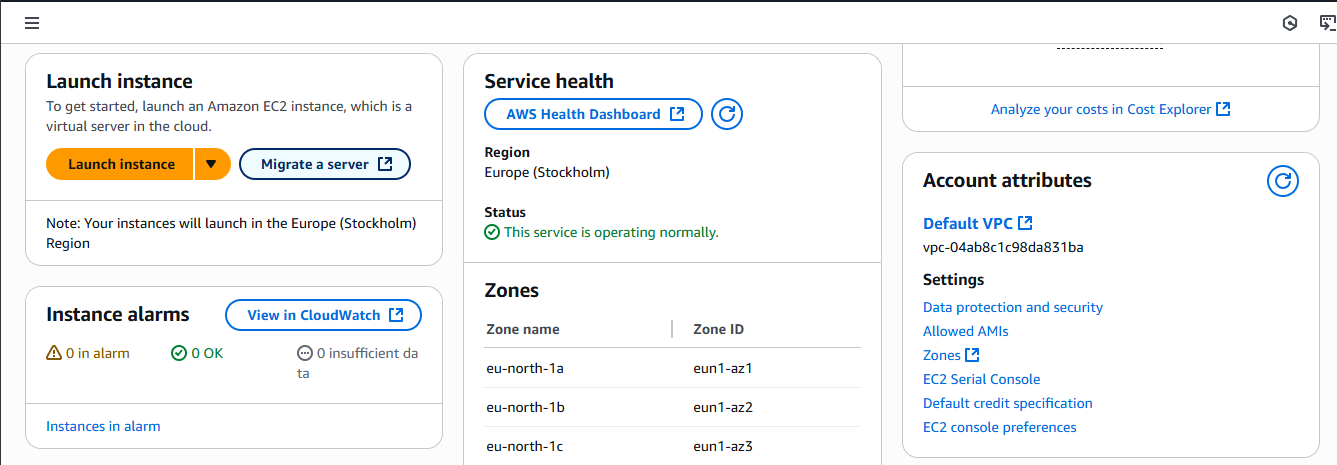 Launch instance
To get started, launch an Amazon EC2 instance, which is a
virtual server in the cloud.
Launch instance
Migrate a server
Note: Your instances will launch in the Europe (Stockholm)
Region
Instance alarms
View in CloudWatch
0 in alarm
0 OK
0 insufficient da
ta
Instances in alarm
Service health
AWS Health Dashboard
Region
Europe (Stockholm)
Status
This service is operating normally.
Zones
Zone name
Zone ID
eu-north-1a
eun1-az1
eu-north-1b
eun1-az2
eu-north-1c
eun1-az3
Analyze your costs in Cost Explorer
Account attributes
Default VPC
vpc-04ab8c1c98da831ba
Settings
Data protection and security
Allowed AMIs
Zones
EC2 Serial Console
Default credit specification
EC2 console preferences